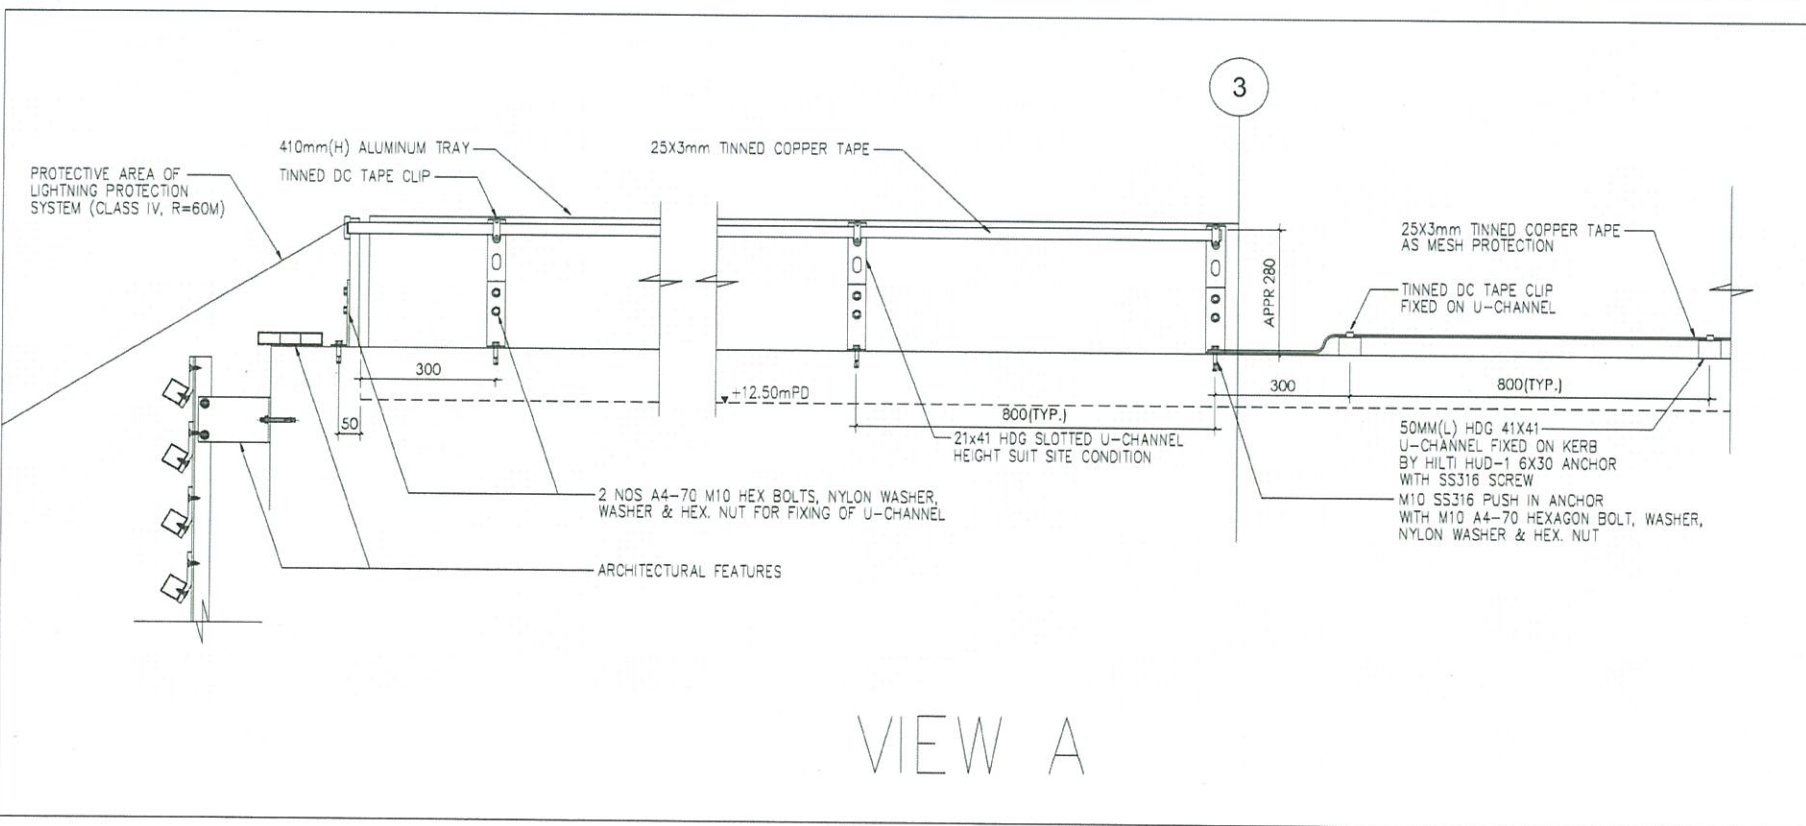 3
410mm(H) ALUMINUM TRAY
25X3mm TINNED COPPER TAPE
PROTECTIVE AREA OF
LIGHTNING PROTECTION
SYSTEM (CLASS IV, R=60M)
TINNED DC TAPE CLIP
25X3mm TINNED COPPER TAPE
AS MESH PROTECTION
APPR 280
TINNED DC TAPE CLIP
FIXED ON U-CHANNEL
300
300
800(TYP.)
+12.50mPD
800(TYP.)
50
21x41 HDG SLOTTED U-CHANNEL
HEIGHT SUIT SITE CONDITION
50MM(L) HDG 41X41
U-CHANNEL FIXED ON KERB
BY HILTI HUD-1 6X30 ANCHOR
WITH SS316 SCREW
M10 SS316 PUSH IN ANCHOR
WITH M10 A4-70 HEXAGON BOLT, WASHER,
NYLON WASHER & HEX. NUT
2 NOS A4-70 M10 HEX BOLTS, NYLON WASHER,
WASHER & HEX. NUT FOR FIXING OF U-CHANNEL
ARCHITECTURAL FEATURES
VIEW A